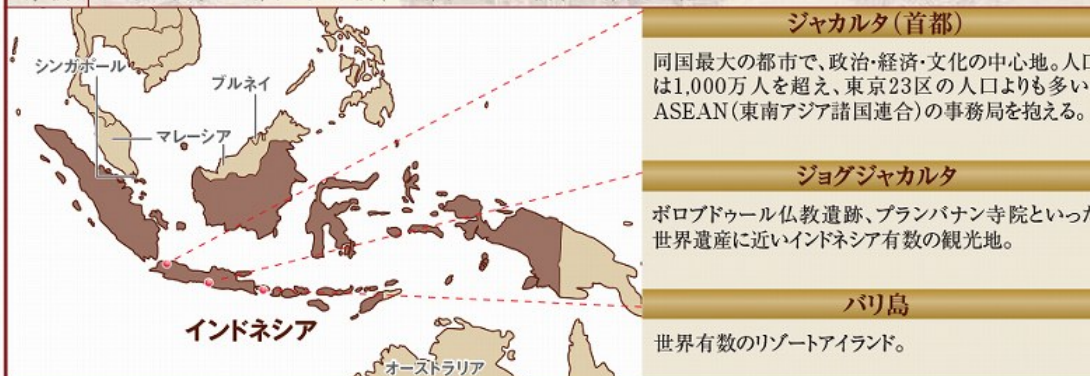 シンガポール
ブルネイ
マレーシア
インドネシア
オーストラリア
ジャカルタ（首都）
同国最大の都市で、政治・経済・文化の中心地。人口
は1,000万人を超え、東京23区の人口よりも多い
ASEAN（東南アジア諸国連合）の事務局を抱える。
ジョグジャカルタ
ボロブドゥール仏教遺跡、プランバナン寺院といっ
世界遺産に近いインドネシア有数の観光地。
バリ島
世界有数のリゾートアイランド。